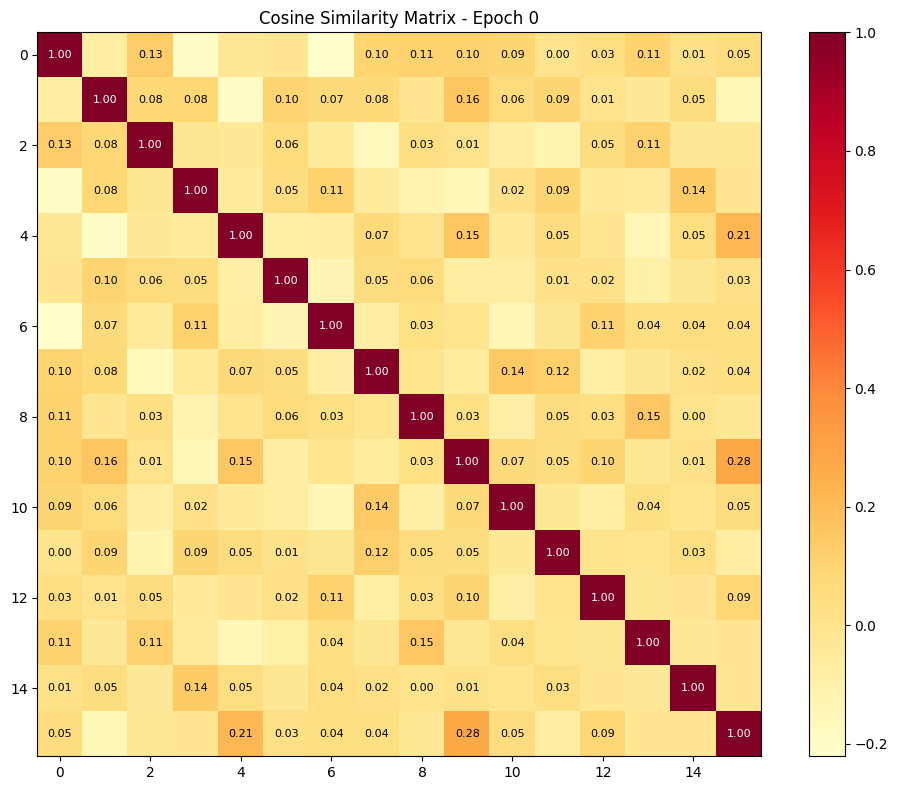 Cosine Similarity Matrix - Epoch 0
0 1.00 0.13 0.10 0.11 0.10 0.09 0.00 0.03 0.11 0.01 0.05 1.0
1.00 0.08 0.08 0.10 0.07 0.08 0.16 0.06 0.09 0.01 0.05
2 0.13 0.08 1.00 0.06 0.03 0.01 0.05 0.11
0.8
0.08 1.00 0.05 0.11 0.02 0.09 0.14
4 1.00 0.07 0.15 0.05 0.05 0.21
0.6
0.10 0.06 0.05 1.00 0.05 0.06 0.01 0.02 0.03
6 0.07 0.11 1.00 0.03 0.11 0.04 0.04 0.04
0.10 0.08 0.07 0.05 1.00 0.14 0.12 0.02 0.04
0.4
8 0.11 0.03 0.06 0.03 1.00 0.03 0.05 0.03 0.15 0.00
0.10 0.16 0.01 0.15 0.03 1.00 0.07 0.05 0.10 0.01 0.28
10 0.09 0.06 0.02 0.14 0.07 1.00 0.04 0.05
0.2
0.00 0.09 0.09 0.05 0.01 0.12 0.05 0.05 1.00 0.03
12 0.03 0.01 0.05 0.02 0.11 0.03 0.10 1.00 0.09
0.0
0.11 0.11 0.04 0.15 0.04 1.00
14 0.01 0.05 0.14 0.05 0.04 0.02 0.00 0.01 0.03 1.00
0.05 0.21 0.03 0.04 0.04 0.28 0.05 0.09 1.00
−0.2
0 2 4 6 8 10 12 14